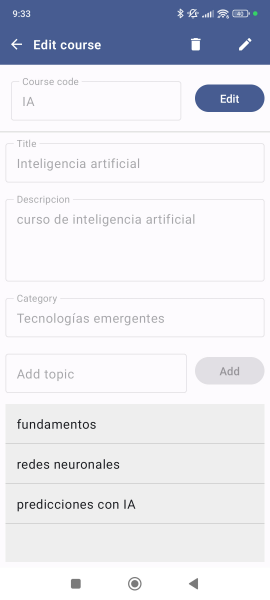 9:33
Edit course
Course code
IA
Edit
Title
Inteligencia artificial
Descripcion
curso de inteligencia artificial
Category
Tecnologías emergentes
Add topic
Add
fundamentos
redes neuronales
predicciones con IA